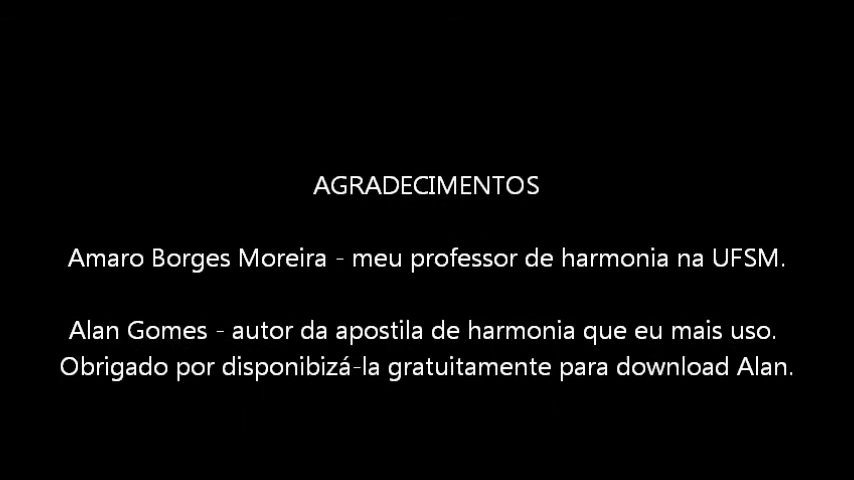 AGRADECIMENTOS
Amaro Borges Moreira - meu professor de harmonia na UFSM.
Alan Gomes - autor da apostila de harmonia que eu mais uso.
Obrigado por disponibizá-la gratuitamente para download Alan.